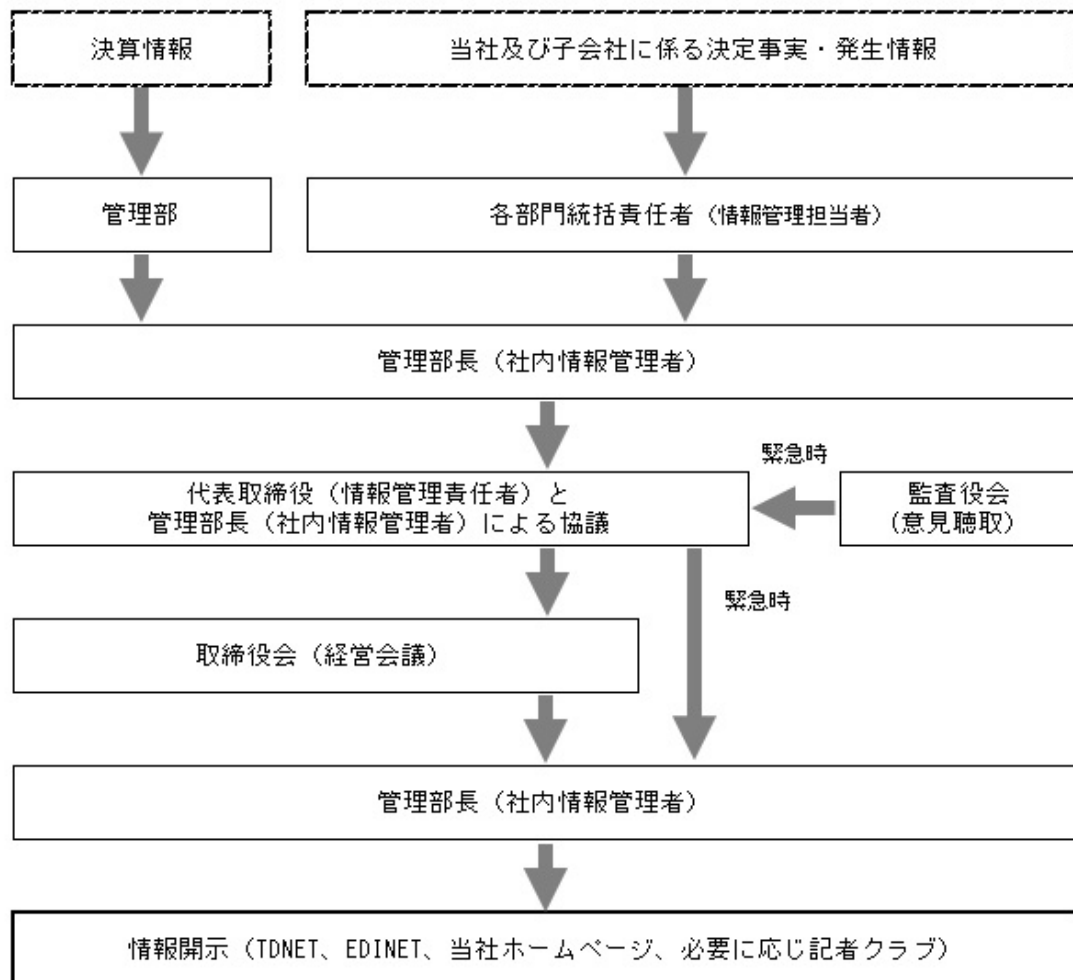 決算情報
当社及び子会社に係る決定事実・発生情報
管理部
各部門統括責任者（情報管理担当者）
管理部長（社内情報管理者）
緊急時
代表取締役（情報管理責任者）と
管理部長（社内情報管理者）による協議
監査役会
（意見聴取）
緊急時
取締役会（経営会議）
管理部長（社内情報管理者）
情報開示（TDNET、EDINET、当社ホームページ、必要に応じ記者クラブ）